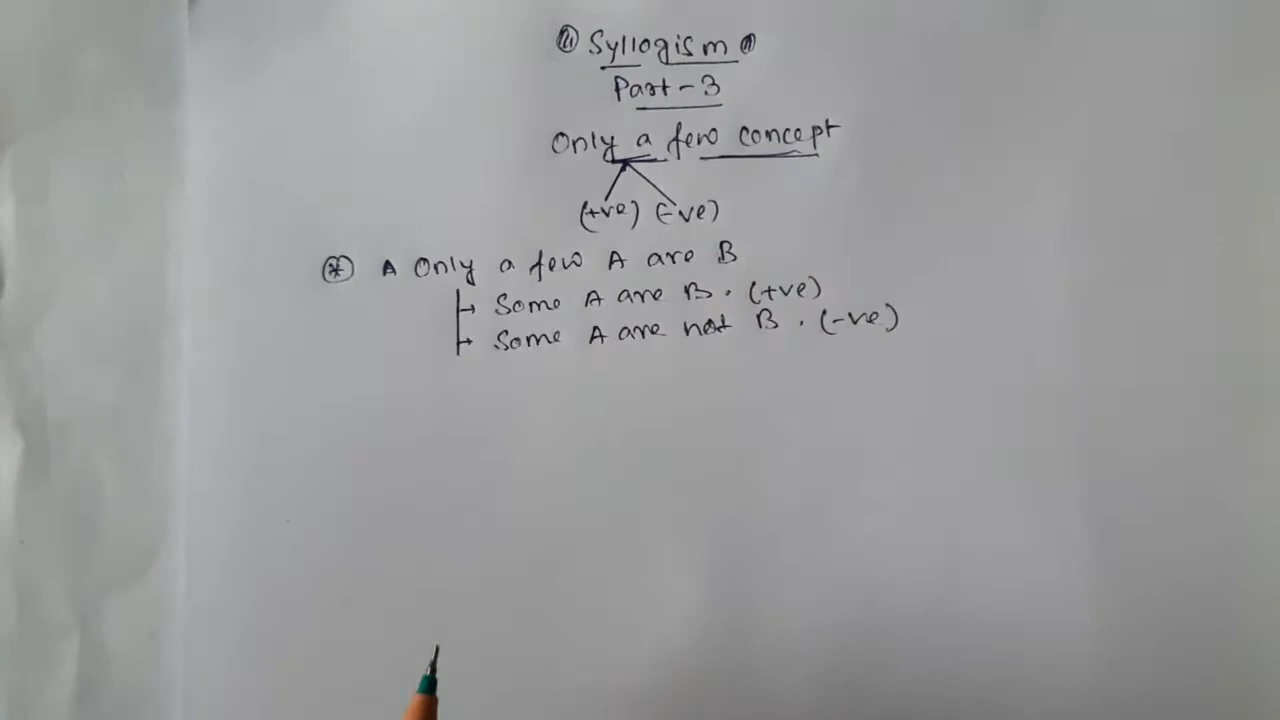 Syllogism
Part-3
Only a few concept
(+ve) (-ve)
A Only a few A are B
Some A are B. (+ve)
Some A are not B. (-ve)